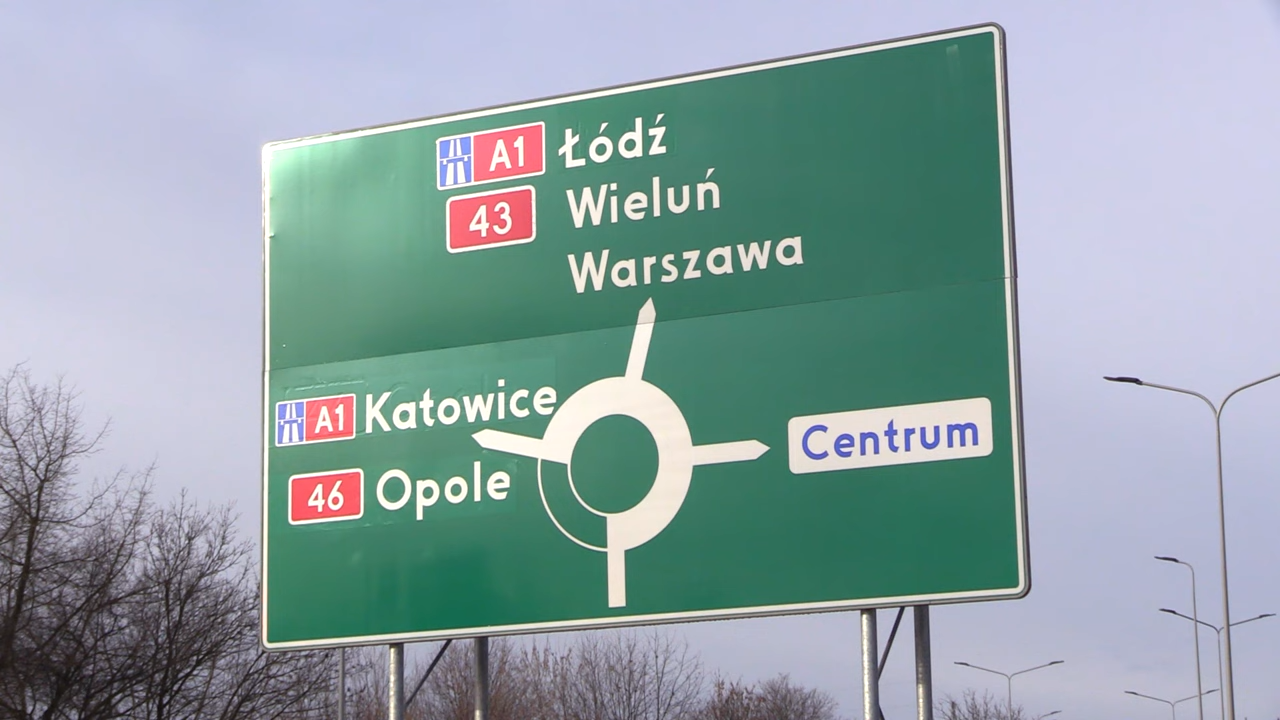 A1 Łódź
43 Wieluń
Warszawa
A1 Katowice
46 Opole
Centrum